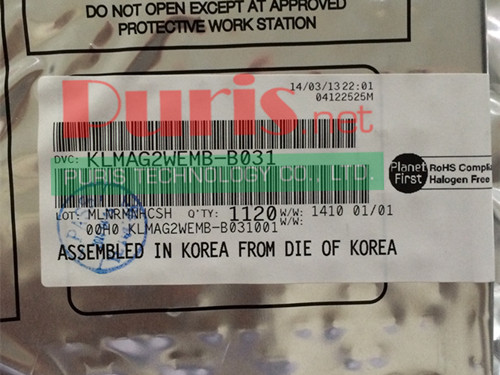 DO NOT OPEN EXCEPT AT APPROVED
PROTECTIVE WORK STATION
14/03/13 22:01
04122525M
Puris.net
DVC: KLMAG2WEMB-B031
PURIS TECHNOLOGY CO., LTD.
Planet First
RoHS Complia
Halogen Free
LOT: MLNRMNHCSH Q'TY: 1120 W/W: 1410 01/01
00H0 KLMAG2WEMB-B031001 W/W:
ASSEMBLED IN KOREA FROM DIE OF KOREA